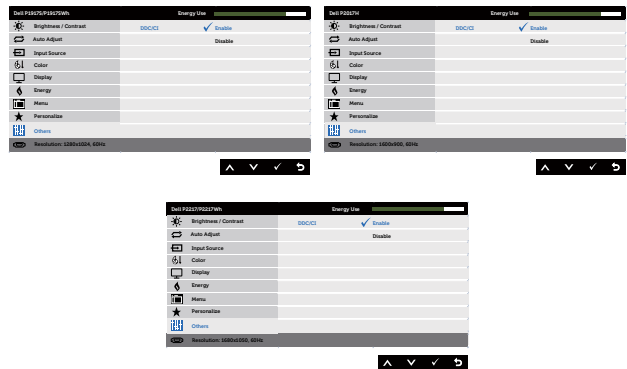 Dell P1917S/P1917SWh Energy Use
Brightness / Contrast DDC/CI Enable
Auto Adjust Disable
Input Source
Color
Display
Energy
Menu
Personalize
Others
Resolution: 1280x1024, 60Hz
Dell P2017H Energy Use
Brightness / Contrast DDC/CI Enable
Auto Adjust Disable
Input Source
Color
Display
Energy
Menu
Personalize
Others
Resolution: 1600x900, 60Hz
Dell P2217/P2217Wh Energy Use
Brightness / Contrast DDC/CI Enable
Auto Adjust Disable
Input Source
Color
Display
Energy
Menu
Personalize
Others
Resolution: 1680x1050, 60Hz